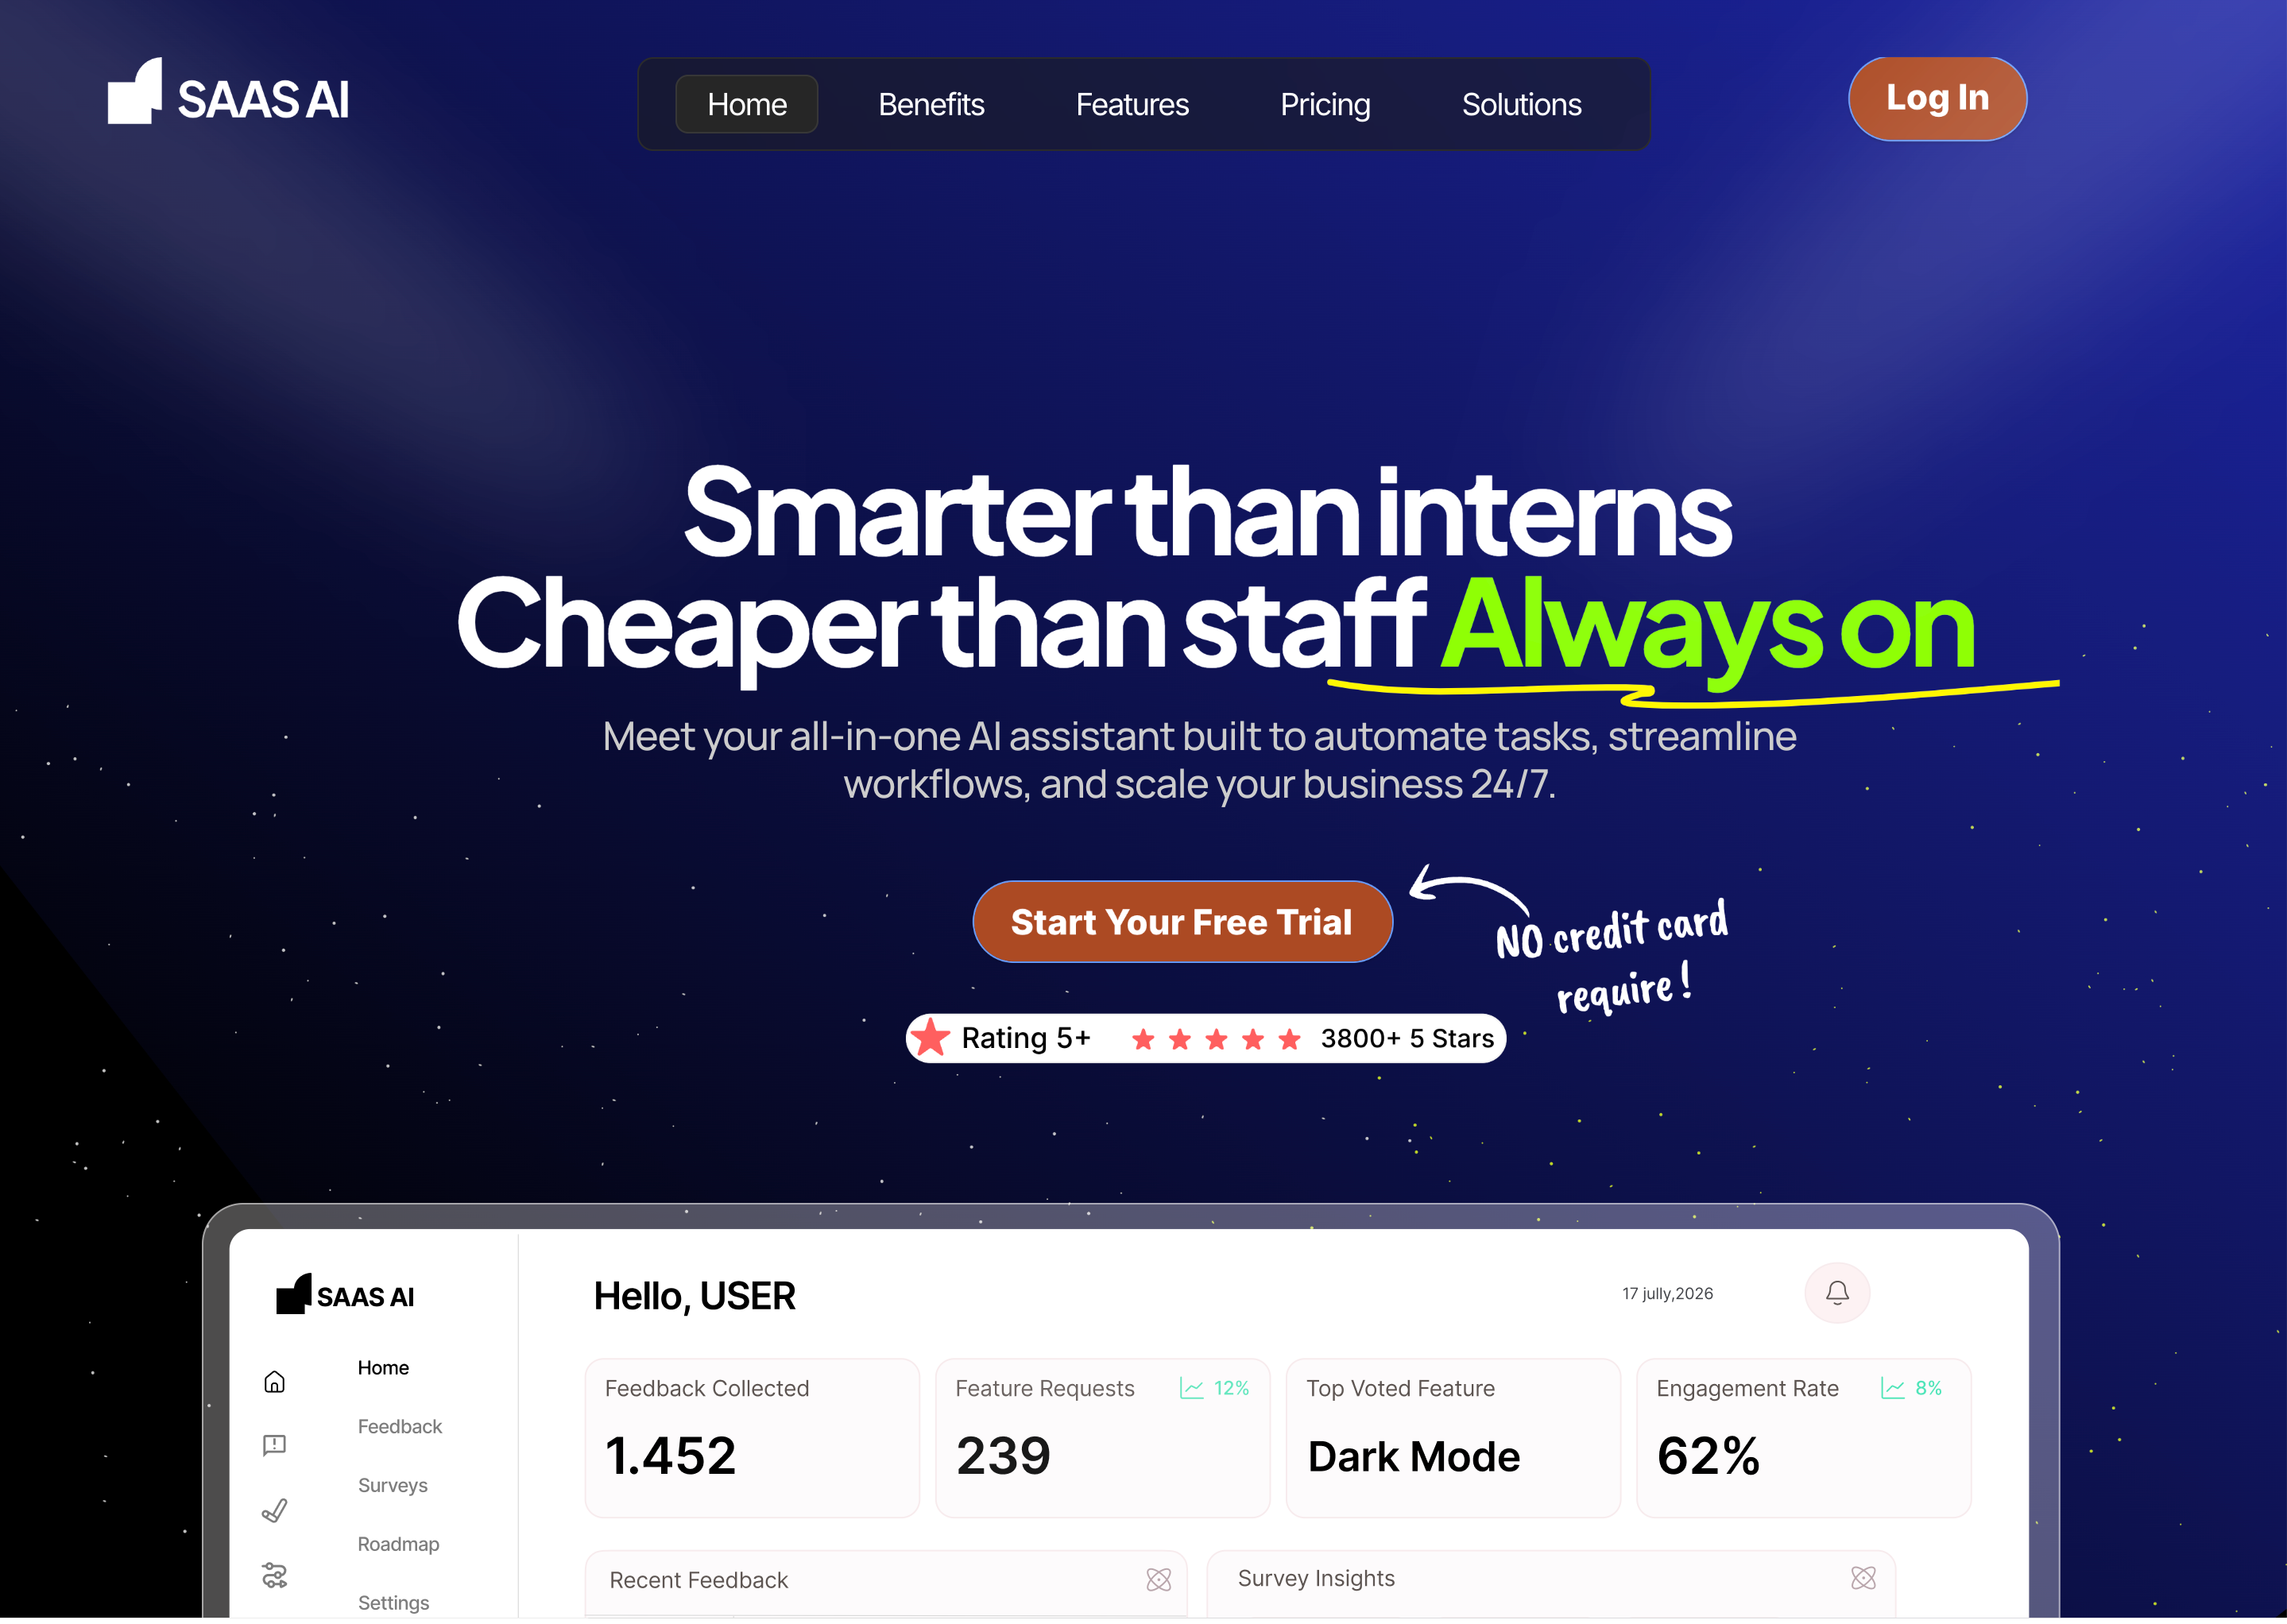 SAAS AI
Home Benefits Features Pricing Solutions
Log In
Smarter than interns
Cheaper than staff Always on
Meet your all-in-one AI assistant built to automate tasks, streamline
workflows, and scale your business 24/7.
Start Your Free Trial
NO credit card
require !
Rating 5+ 3800+ 5 Stars
SAAS AI
Hello, USER
17 jully,2026
Home
Feedback
Surveys
Roadmap
Settings
Feedback Collected
1.452
Feature Requests 12%
239
Top Voted Feature
Dark Mode
Engagement Rate 8%
62%
Recent Feedback
Survey Insights